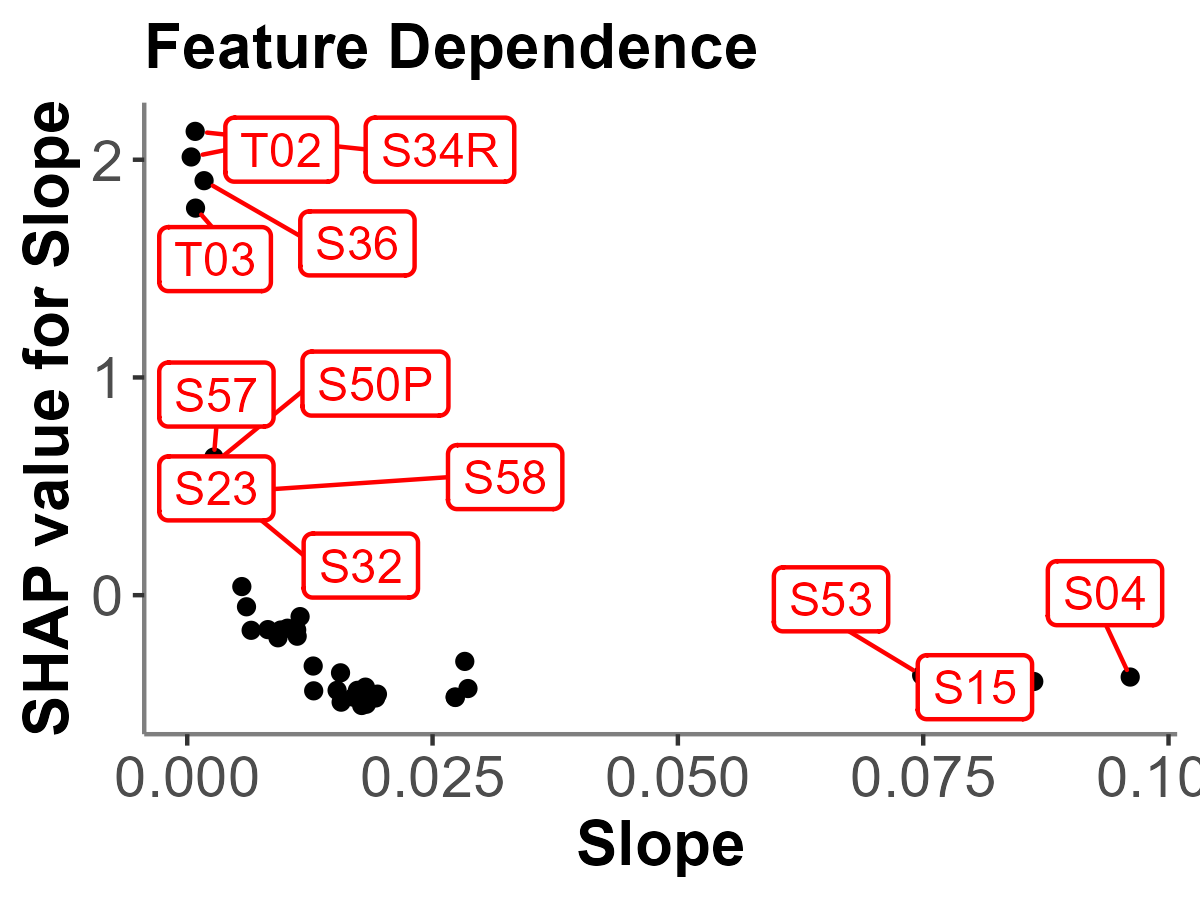 Feature Dependence
SHAP value for Slope
2
1
0
T02
S34R
S36
T03
S57
S50P
S23
S58
S32
S53
S04
S15
0.000
0.025
0.050
0.075
0.10
Slope